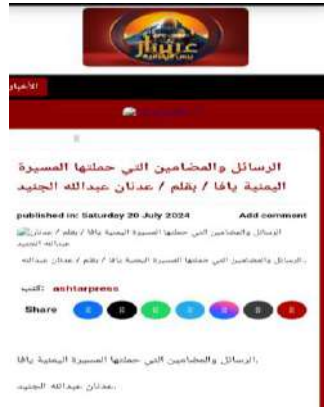 عشتار
برس
الأخبار
الرسائل والمضامين التي حملتها المسيرة
اليمنية يافا / بقلم / عدنان عبدالله الجنيد
published in: Saturday 20 July 2024 Add comment
الرسائل والمضامين التي حملتها المسيرة اليمنية يافا / بقلم / عدنان
عبدالله الجنيد
الرسائل والمضامين التي حملتها المسيرة اليمنية يافا / بقلم / عدنان عبدالله..
كتب: ashtarpress
Share
الرسائل والمضامين التي حملتها المسيرة اليمنية يافا.
عدنان عبدالله الجنيد..